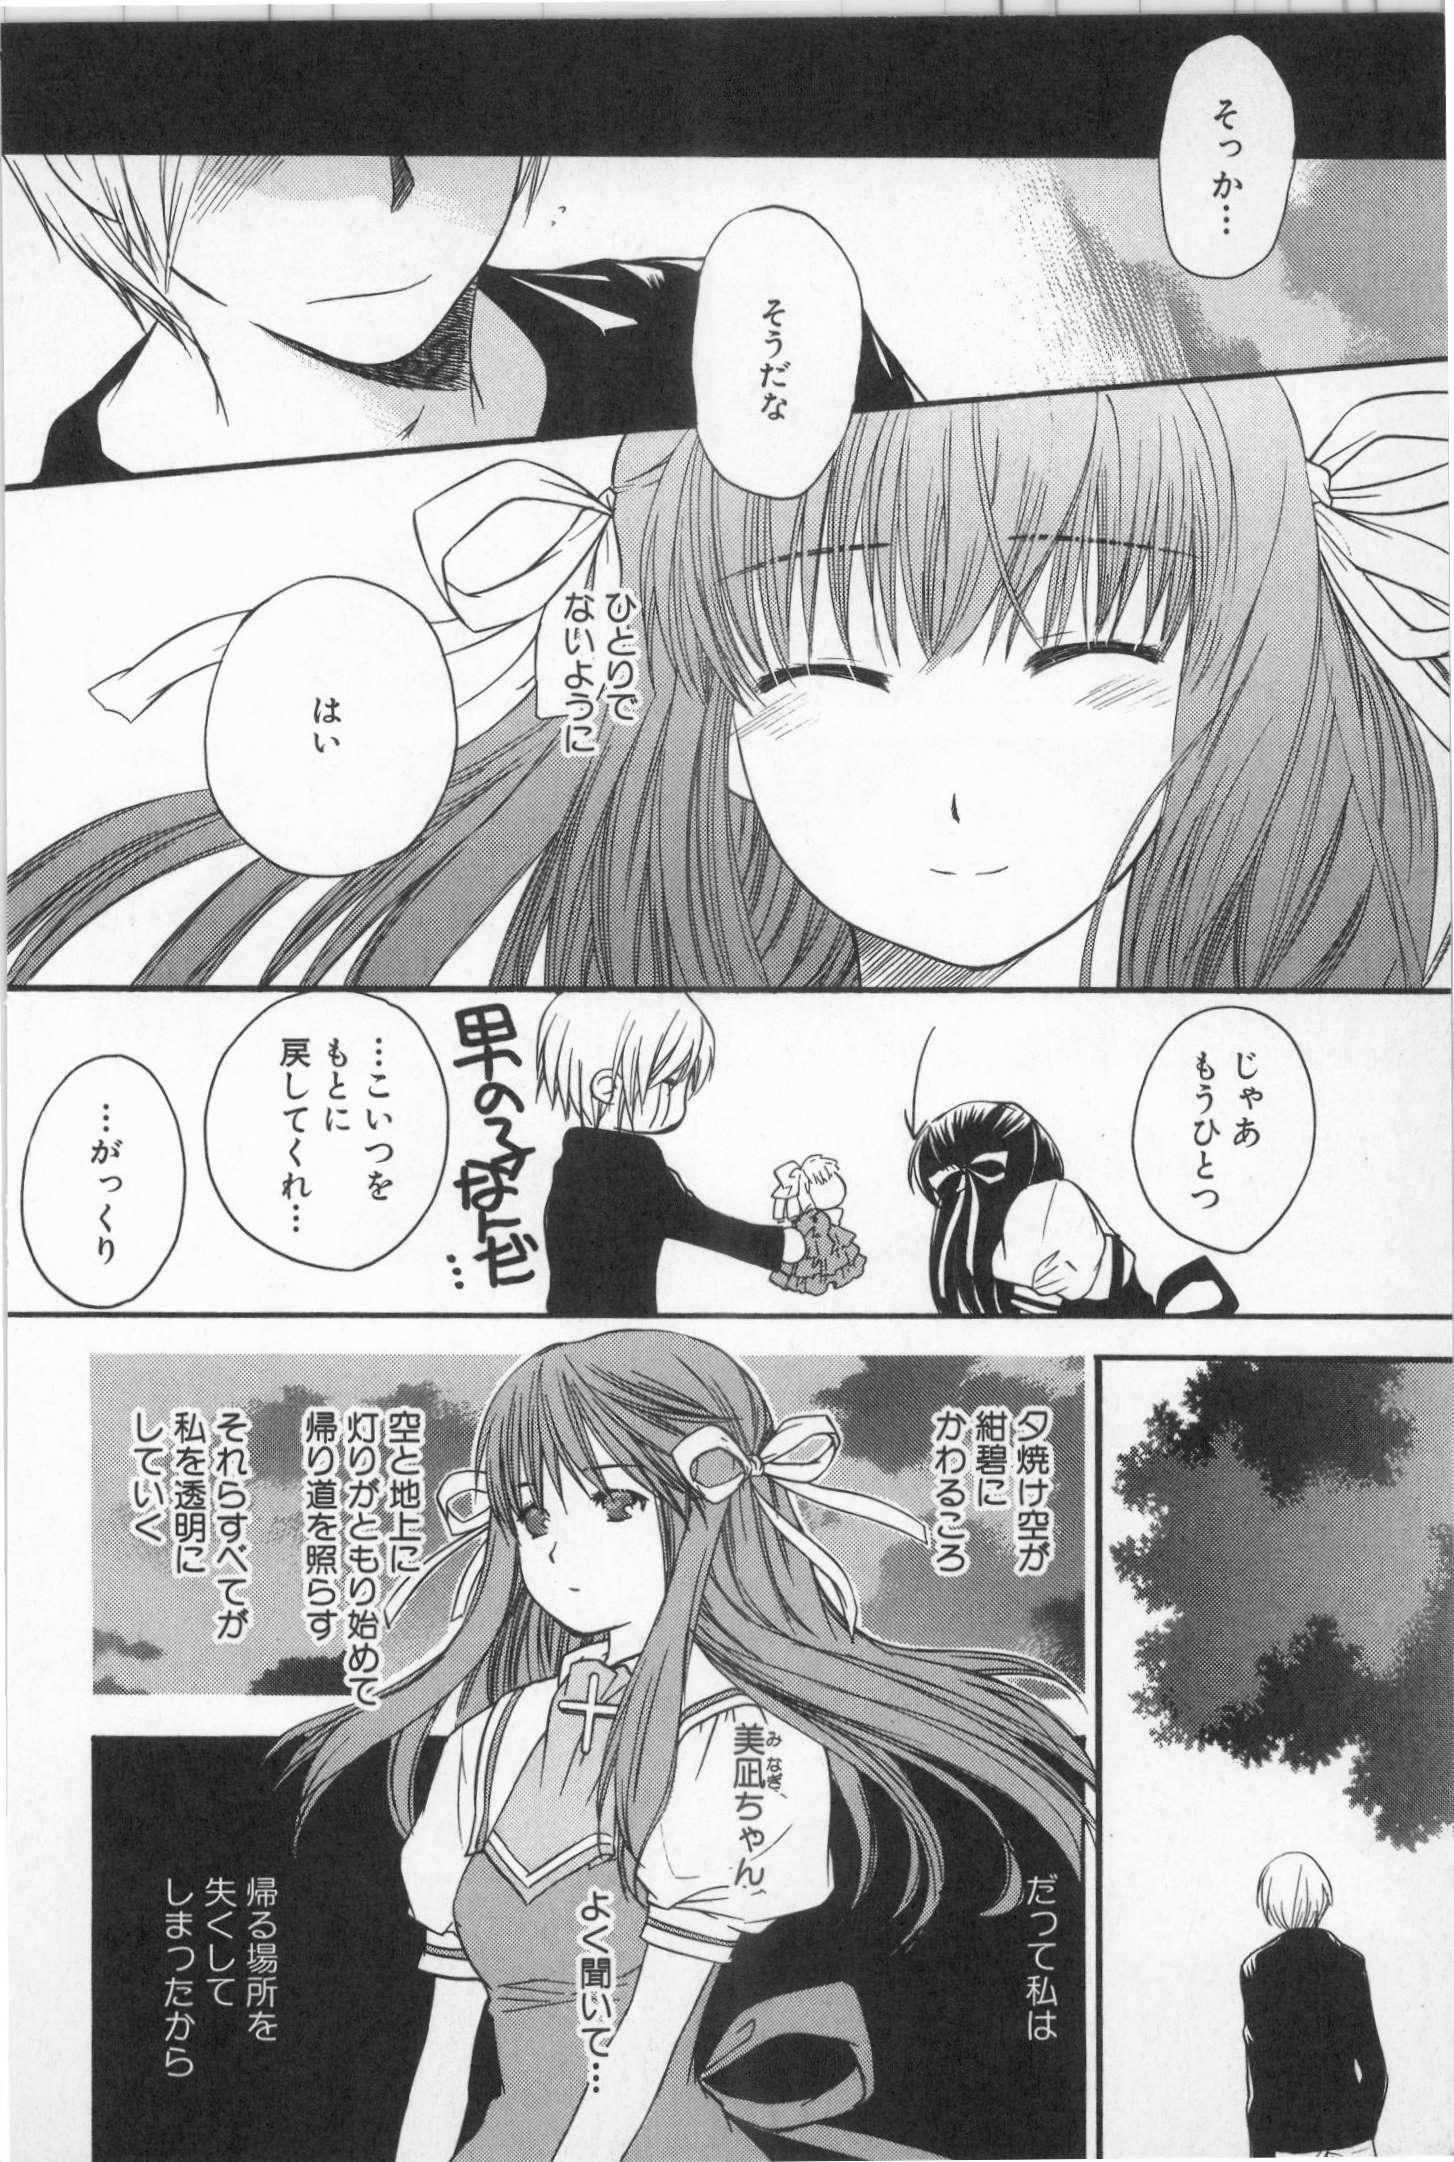 そっか…
そうだな
ひとりで
ないように
はい
じゃあ
もうひとつ
男の子なんだ…
…こいつを
もとに
戻してくれ…
…がっくり
夕焼け空が
紺碧に
かわるころ
空と地上に
灯りがともり始めて
帰り道を照らす
それらすべてが
私を透明に
していく
だって私は
美凪ちゃん
みなぎ
よく聞いて…
帰る場所を
失くして
しまったから